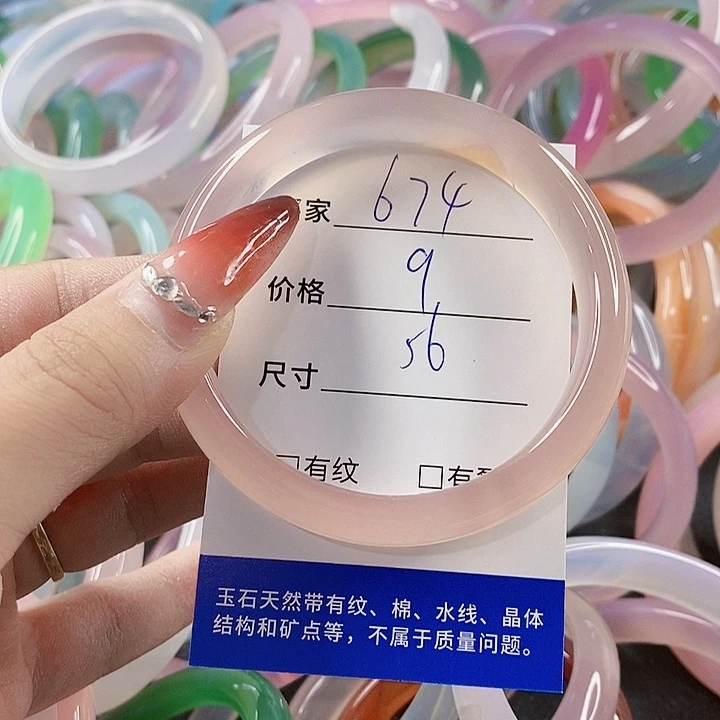 家 674
价格 9
尺寸 56
□有纹 □有
玉石天然带有纹、棉、水线、晶体
结构和矿点等，不属于质量问题。